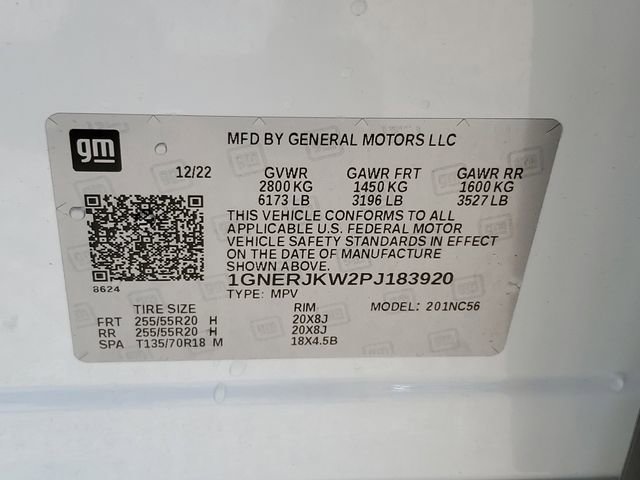 gm
MFD BY GENERAL MOTORS LLC
12/22 GVWR GAWR FRT GAWR RR
2800 KG 1450 KG 1600 KG
6173 LB 3196 LB 3527 LB
THIS VEHICLE CONFORMS TO ALL
APPLICABLE U.S. FEDERAL MOTOR
VEHICLE SAFETY STANDARDS IN EFFECT
ON THE DATE OF MANUFACTURE
SHOWN ABOVE
8624
1GNERJKW2PJ183920
TYPE: MPV
TIRE SIZE RIM MODEL: 201NC56
FRT 255/55R20 H 20X8J
RR 255/55R20 H 20X8J
SPA T135/70R18 M 18X4.5B